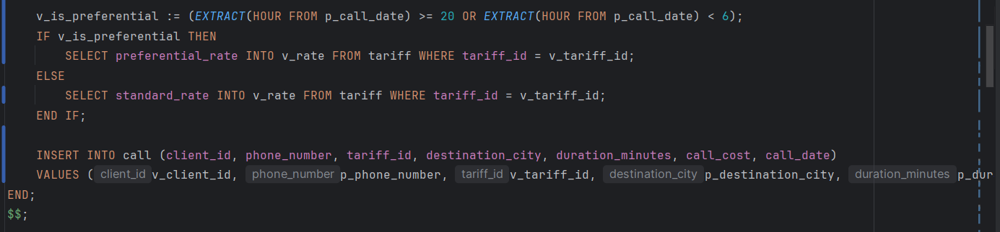 v_is_preferential := (EXTRACT(HOUR FROM p_call_date) >= 20 OR EXTRACT(HOUR FROM p_call_date) < 6);
IF v_is_preferential THEN
SELECT preferential_rate INTO v_rate FROM tariff WHERE tariff_id = v_tariff_id;
ELSE
SELECT standard_rate INTO v_rate FROM tariff WHERE tariff_id = v_tariff_id;
END IF;
INSERT INTO call (client_id, phone_number, tariff_id, destination_city, duration_minutes, call_cost, call_date)
VALUES ( client_id v_client_id, phone_number p_phone_number, tariff_id v_tariff_id, destination_city p_destination_city, duration_minutes p_dur
END;
$$;